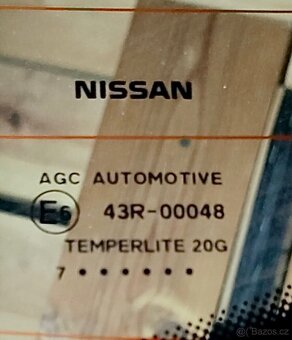 NISSAN
AGC AUTOMOTIVE
E6 43R-00048
TEMPERLITE 20G
7 • • • • • •
Bazos.cz